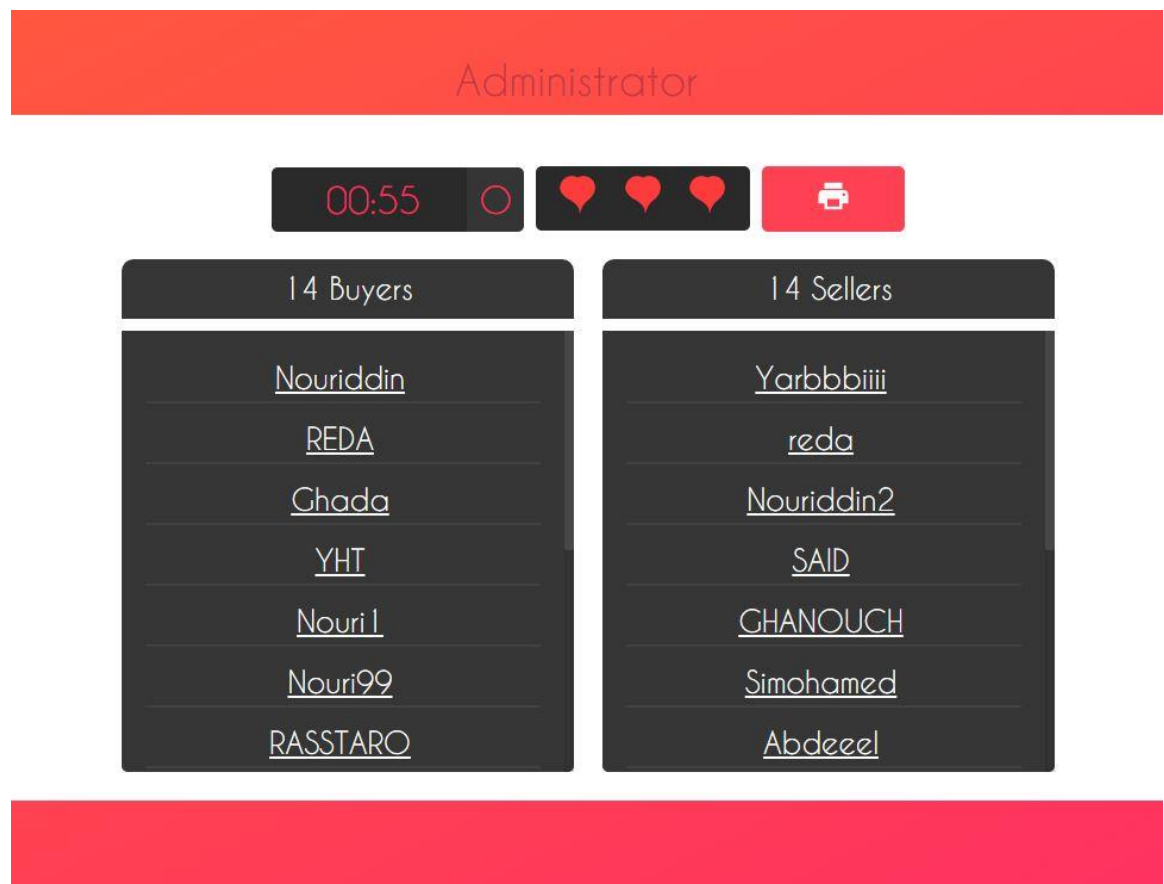 Administrator
00:55
14 Buyers
Nouriddin
REDA
Ghada
YHT
Nouri1
Nouri99
RASSTARO
14 Sellers
Yarbbbiiii
reda
Nouriddin2
SAID
GHANOUCH
Simohamed
Abdeeel